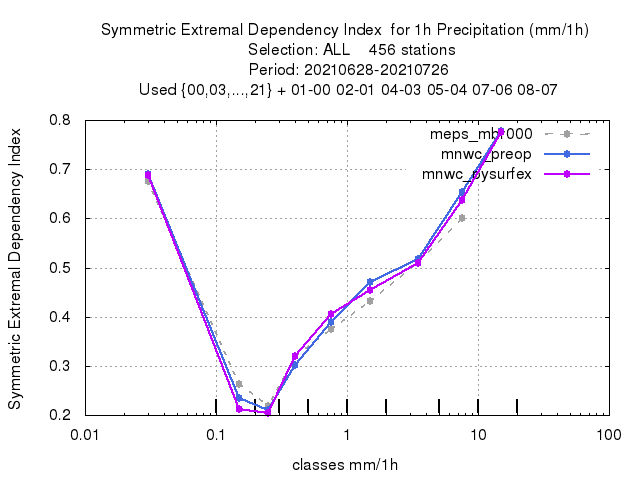 Symmetric Extremal Dependency Index  for 1h Precipitation (mm/1h)
Selection: ALL    456 stations
Period: 20210628-20210726
Used {00,03,...,21} + 01-00 02-01 04-03 05-04 07-06 08-07
Symmetric Extremal Dependency Index
0.8
0.7
0.6
0.5
0.4
0.3
0.2
meps_mbr000
mnwc_preop
mnwc_pysurfex
0.01 0.1 1 10 100
classes mm/1h